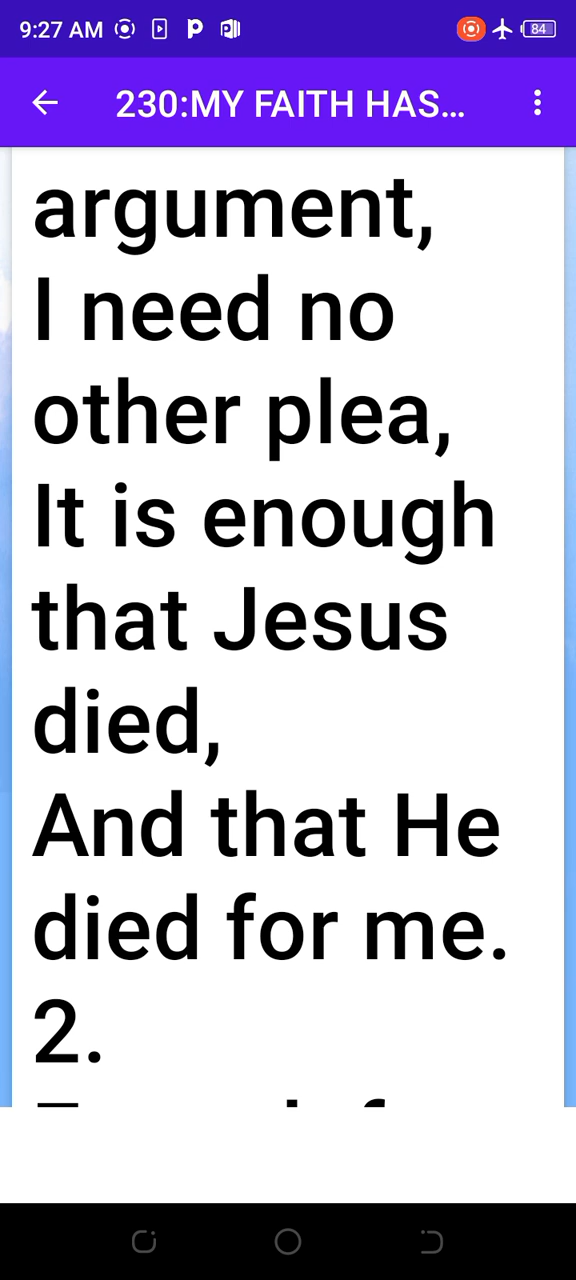 9:27 AM
84
230:MY FAITH HAS...
argument,
I need no
other plea,
It is enough
that Jesus
died,
And that He
died for me.
2.